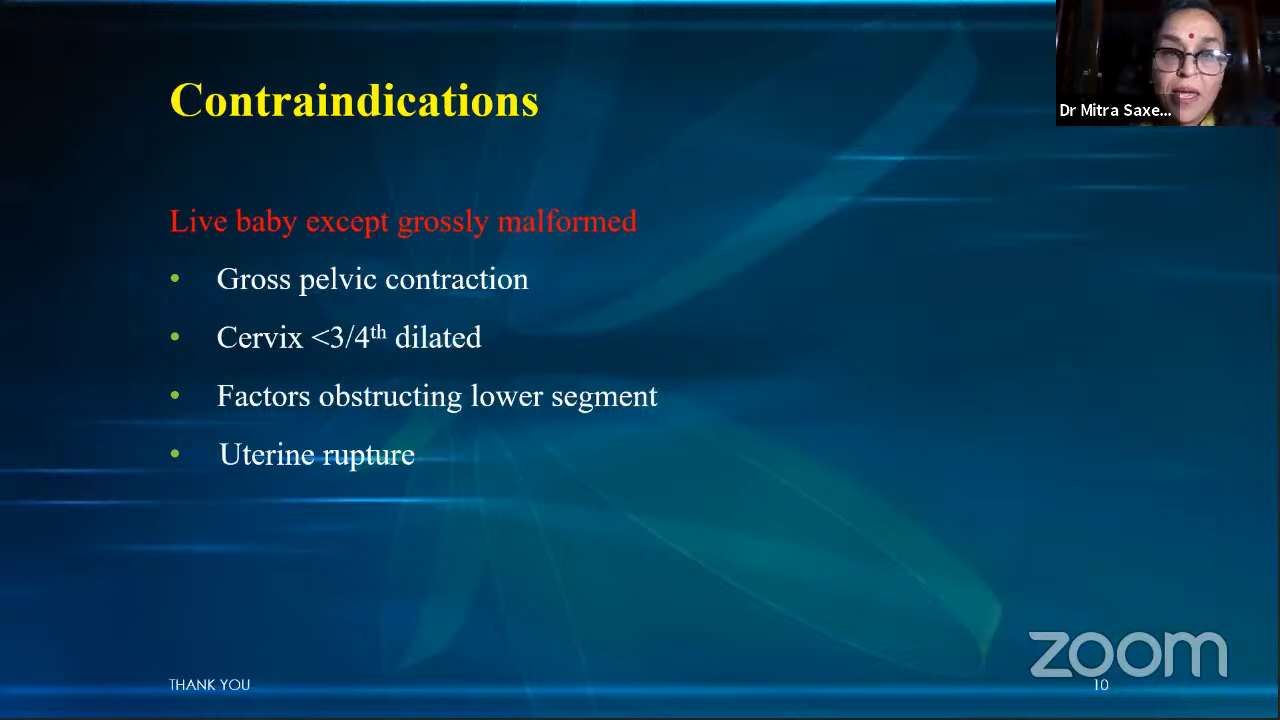 Contraindications
Dr Mitra Saxe...
Live baby except grossly malformed
• Gross pelvic contraction
• Cervix <3/4th dilated
• Factors obstructing lower segment
• Uterine rupture
zoom
THANK YOU
10